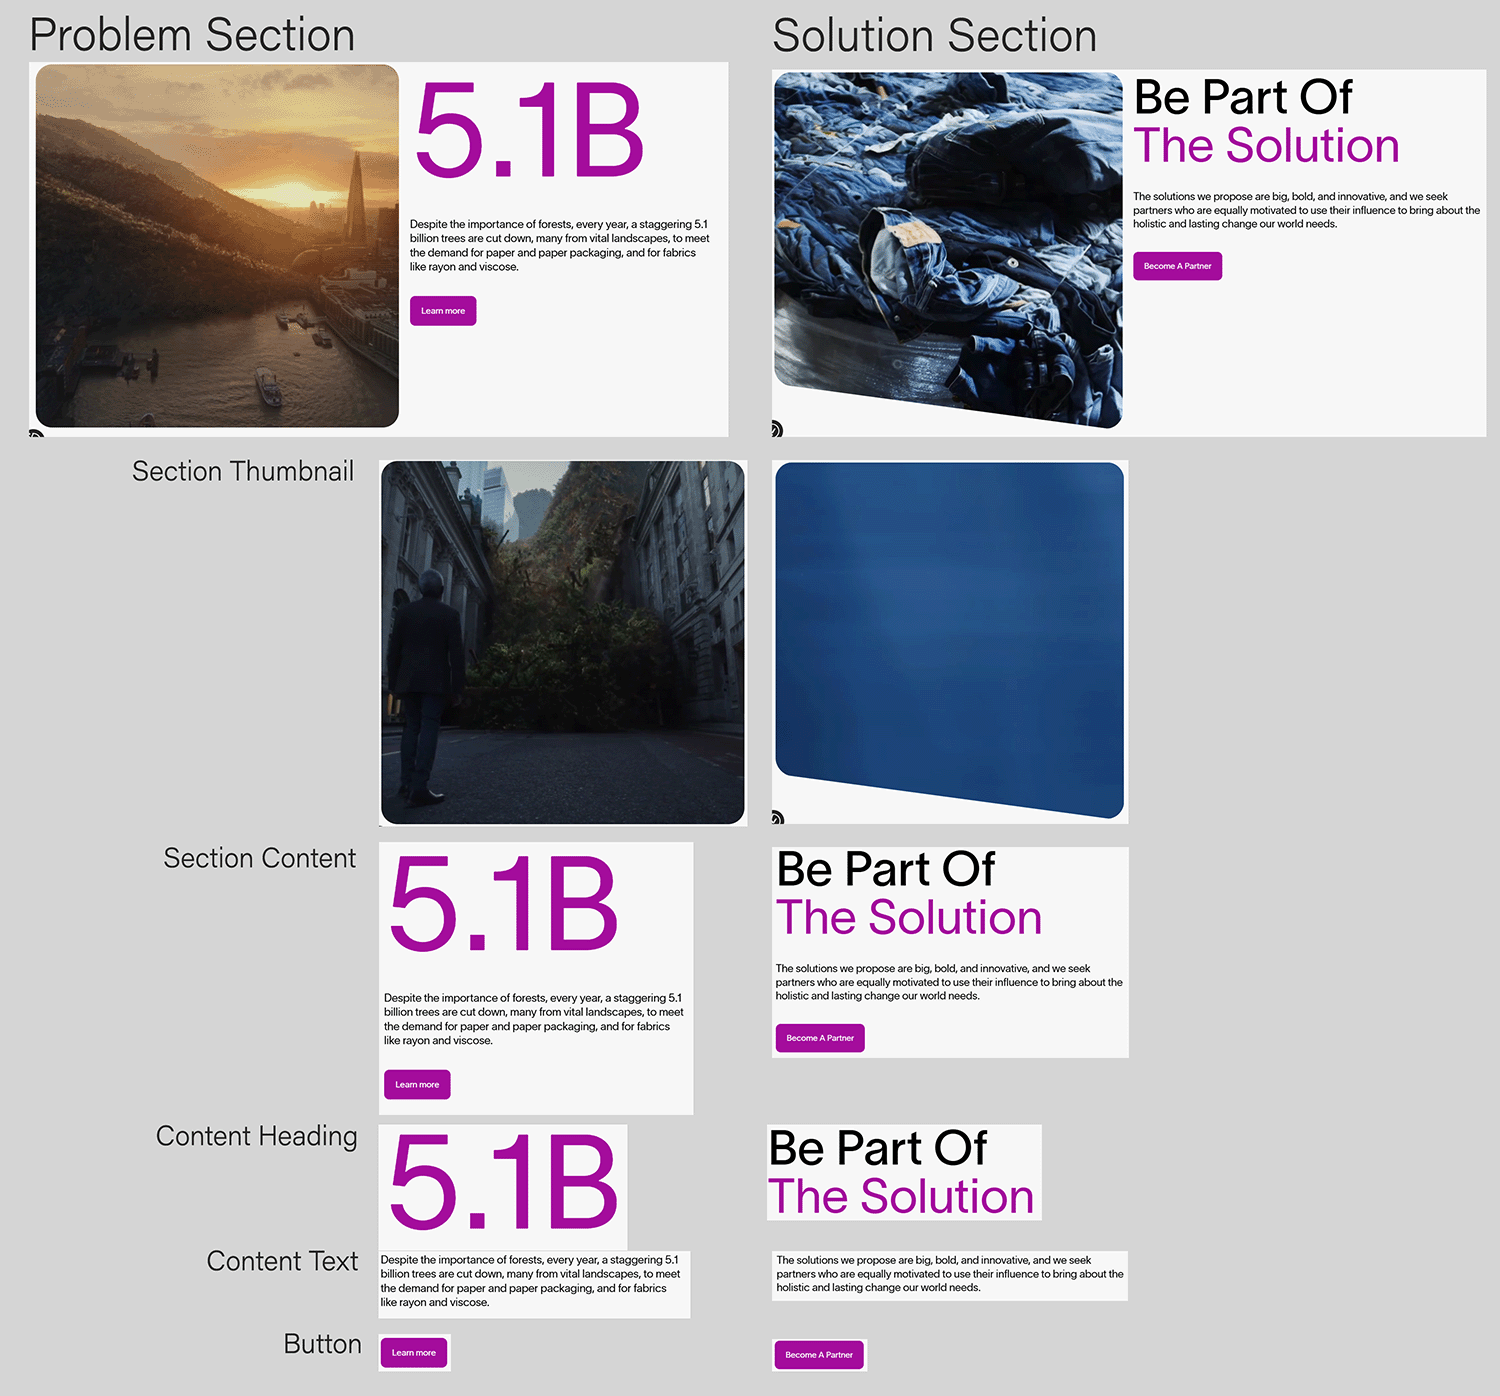 Problem Section
5.1B
Despite the importance of forests, every year, a staggering 5.1
billion trees are cut down, many from vital landscapes, to meet
the demand for paper and paper packaging, and for fabrics
like rayon and viscose.
Learn more
Solution Section
Be Part Of
The Solution
The solutions we propose are big, bold, and innovative, and we seek
partners who are equally motivated to use their influence to bring about the
holistic and lasting change our world needs.
Become A Partner
Section Thumbnail
Section Content
5.1B
Despite the importance of forests, every year, a staggering 5.1
billion trees are cut down, many from vital landscapes, to meet
the demand for paper and paper packaging, and for fabrics
like rayon and viscose.
Learn more
Be Part Of
The Solution
The solutions we propose are big, bold, and innovative, and we seek
partners who are equally motivated to use their influence to bring about the
holistic and lasting change our world needs.
Become A Partner
Content Heading
5.1B
Be Part Of
The Solution
Content Text
Despite the importance of forests, every year, a staggering 5.1
billion trees are cut down, many from vital landscapes, to meet
the demand for paper and paper packaging, and for fabrics
like rayon and viscose.
The solutions we propose are big, bold, and innovative, and we seek
partners who are equally motivated to use their influence to bring about the
holistic and lasting change our world needs.
Button
Learn more
Become A Partner